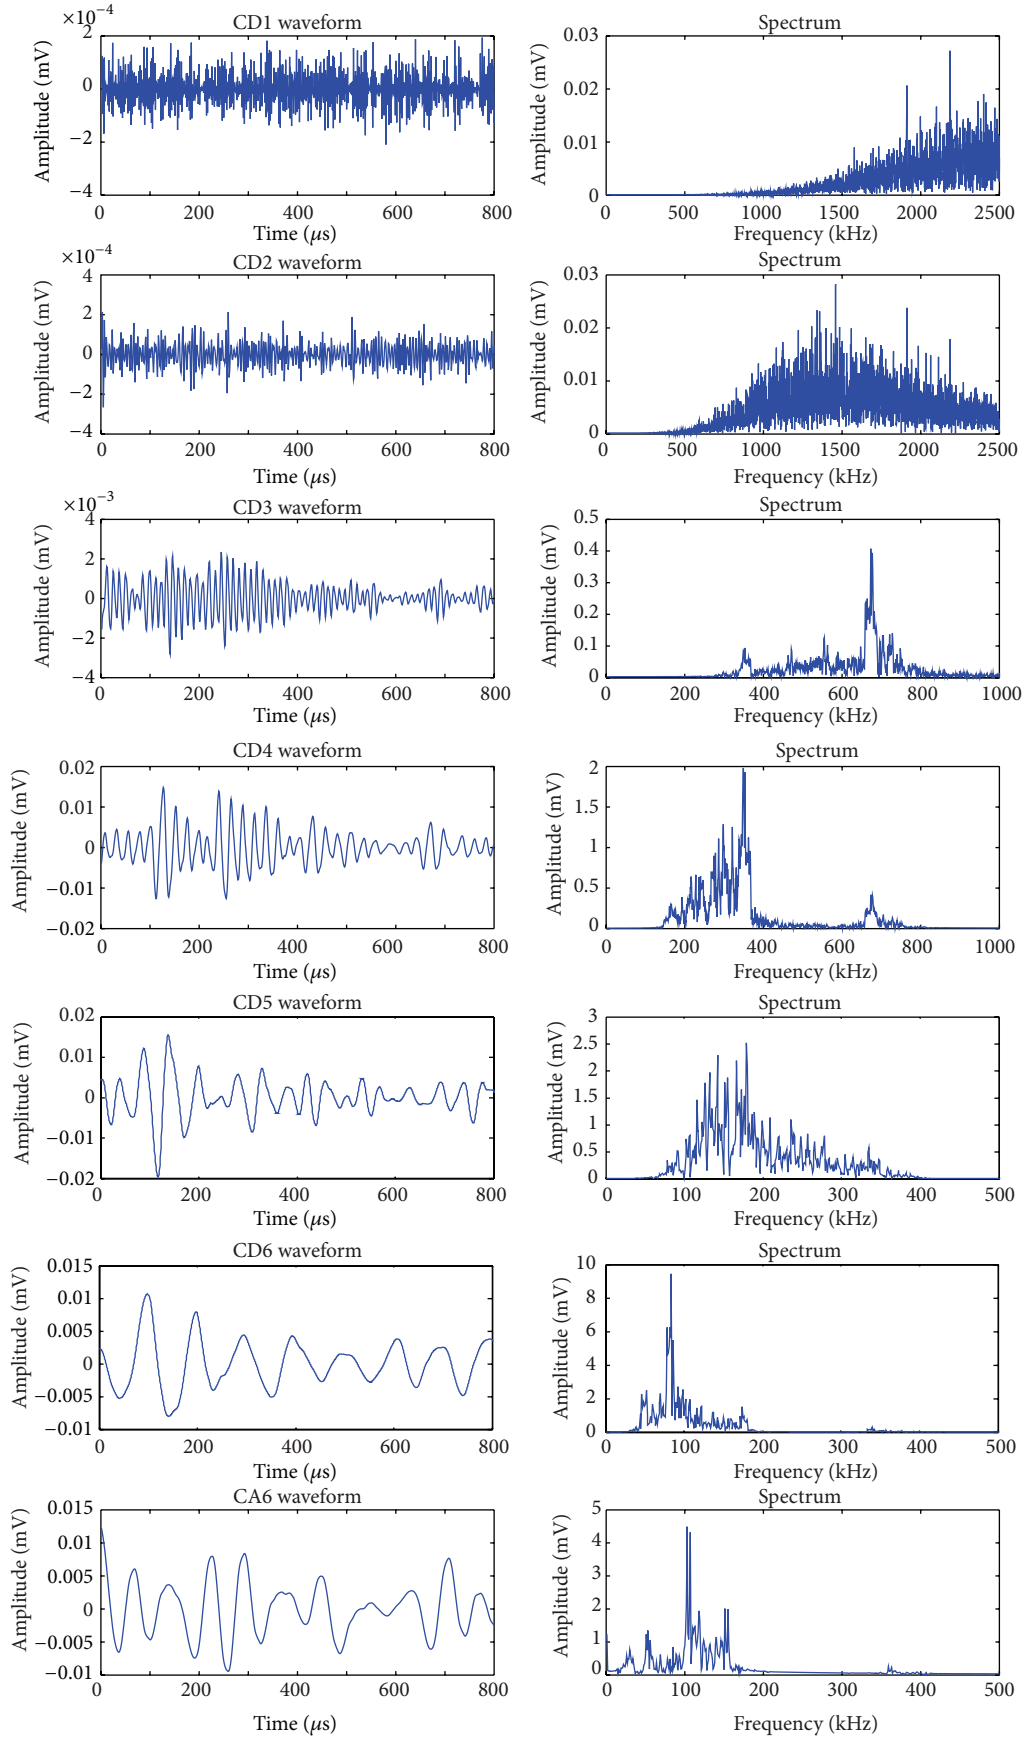 ×10⁻⁴
CD1 waveform
Amplitude (mV)
2
0
−2
−4
0 200 400 600 800
Time (μs)
Spectrum
Amplitude (mV)
0.03
0.02
0.01
0
0 500 1000 1500 2000 2500
Frequency (kHz)
×10⁻⁴
CD2 waveform
Amplitude (mV)
4
2
0
−2
−4
0 200 400 600 800
Time (μs)
Spectrum
Amplitude (mV)
0.03
0.02
0.01
0
0 500 1000 1500 2000 2500
Frequency (kHz)
×10⁻³
CD3 waveform
Amplitude (mV)
4
2
0
−2
−4
0 200 400 600 800
Time (μs)
Spectrum
Amplitude (mV)
0.5
0.4
0.3
0.2
0.1
0
0 200 400 600 800 1000
Frequency (kHz)
CD4 waveform
Amplitude (mV)
0.02
0.01
0
−0.01
−0.02
0 200 400 600 800
Time (μs)
Spectrum
Amplitude (mV)
2
1.5
1
0.5
0
0 200 400 600 800 1000
Frequency (kHz)
CD5 waveform
Amplitude (mV)
0.02
0.01
0
−0.01
−0.02
0 200 400 600 800
Time (μs)
Spectrum
Amplitude (mV)
3
2.5
2
1.5
1
0.5
0
0 100 200 300 400 500
Frequency (kHz)
CD6 waveform
Amplitude (mV)
0.015
0.01
0.005
0
−0.005
−0.01
0 200 400 600 800
Time (μs)
Spectrum
Amplitude (mV)
10
8
6
4
2
0
0 100 200 300 400 500
Frequency (kHz)
CA6 waveform
Amplitude (mV)
0.015
0.01
0.005
0
−0.005
−0.01
0 200 400 600 800
Time (μs)
Spectrum
Amplitude (mV)
5
4
3
2
1
0
0 100 200 300 400 500
Frequency (kHz)